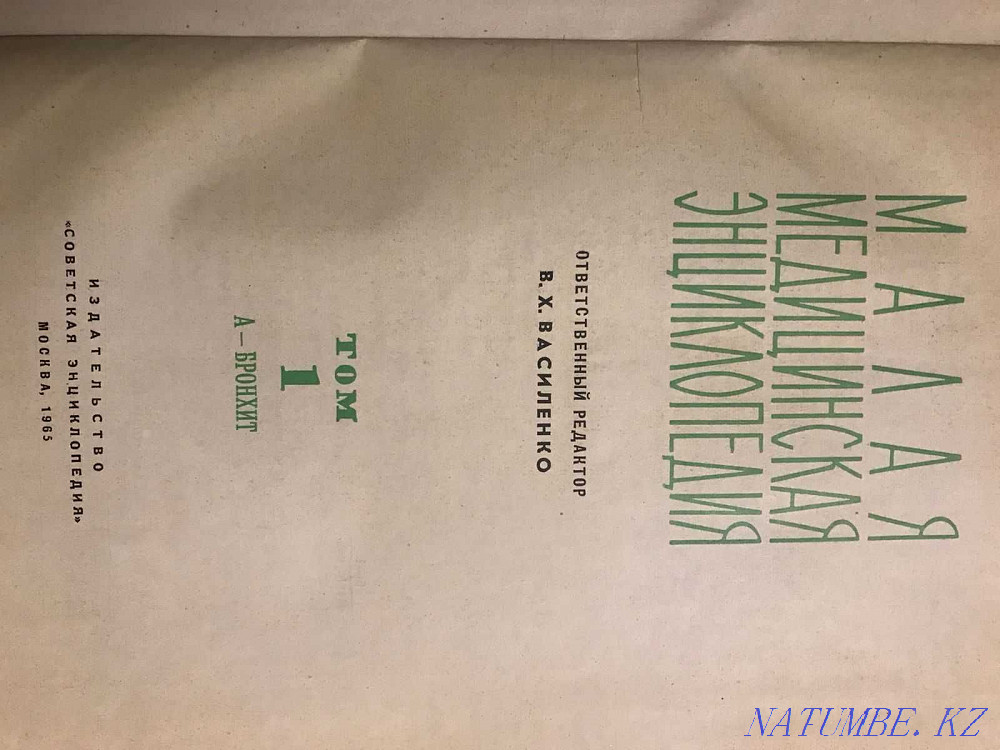 МАЛАЯ
МЕДИЦИНСКАЯ
ЭНЦИКЛОПЕДИЯ
ОТВЕТСТВЕННЫЙ РЕДАКТОР
В. Х. ВАСИЛЕНКО
ТОМ
1
А – БРОНХИТ
ИЗДАТЕЛЬСТВО
«СОВЕТСКАЯ ЭНЦИКЛОПЕДИЯ»
МОСКВА, 1965
NATUMBE. KZ